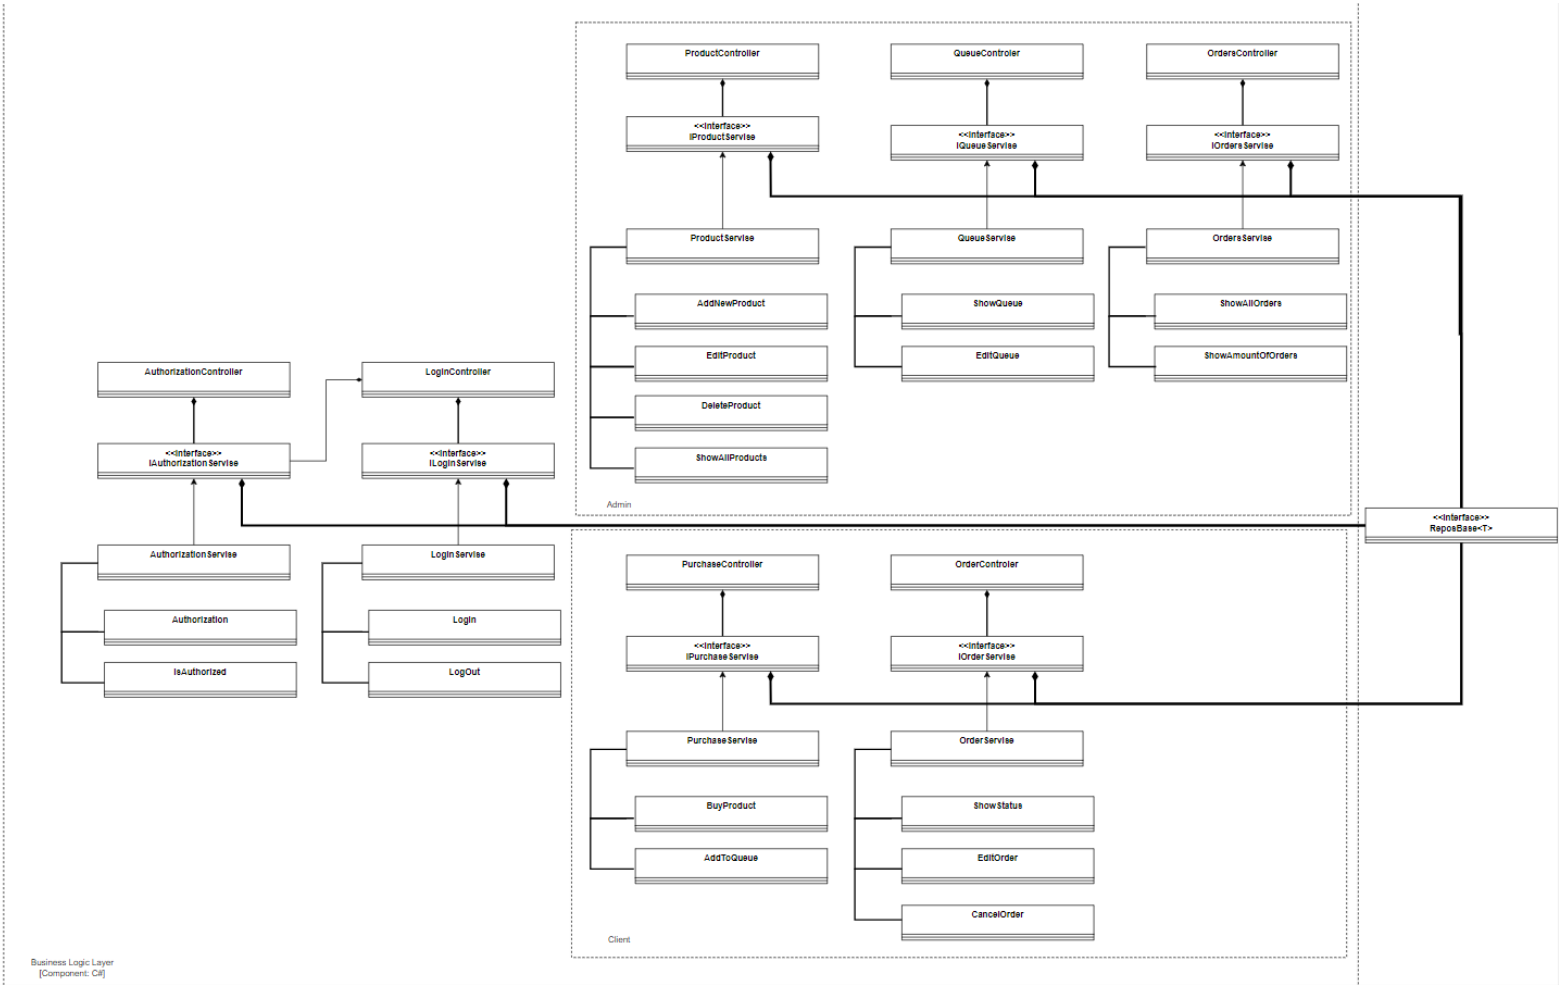 ProductController
QueueControler
OrdersController
<<Interface>>
IProductServise
<<Interface>>
IQueueServise
<<Interface>>
IOrdersServise
ProductServise
QueueServise
OrdersServise
AddNewProduct
ShowQueue
ShowAllOrders
EditProduct
EditQueue
ShowAmountOfOrders
DeleteProduct
ShowAllProducts
Admin
AuthorizationController
LoginController
<<Interface>>
IAuthorizationServise
<<Interface>>
ILoginServise
<<Interface>>
ReposBase<T>
AuthorizationServise
LoginServise
Authorization
Login
IsAuthorized
LogOut
PurchaseController
OrderControler
<<Interface>>
IPurchaseServise
<<Interface>>
IOrderServise
PurchaseServise
OrderServise
BuyProduct
ShowStatus
AddToQueue
EditOrder
CancelOrder
Client
Business Logic Layer
[Component: C#]